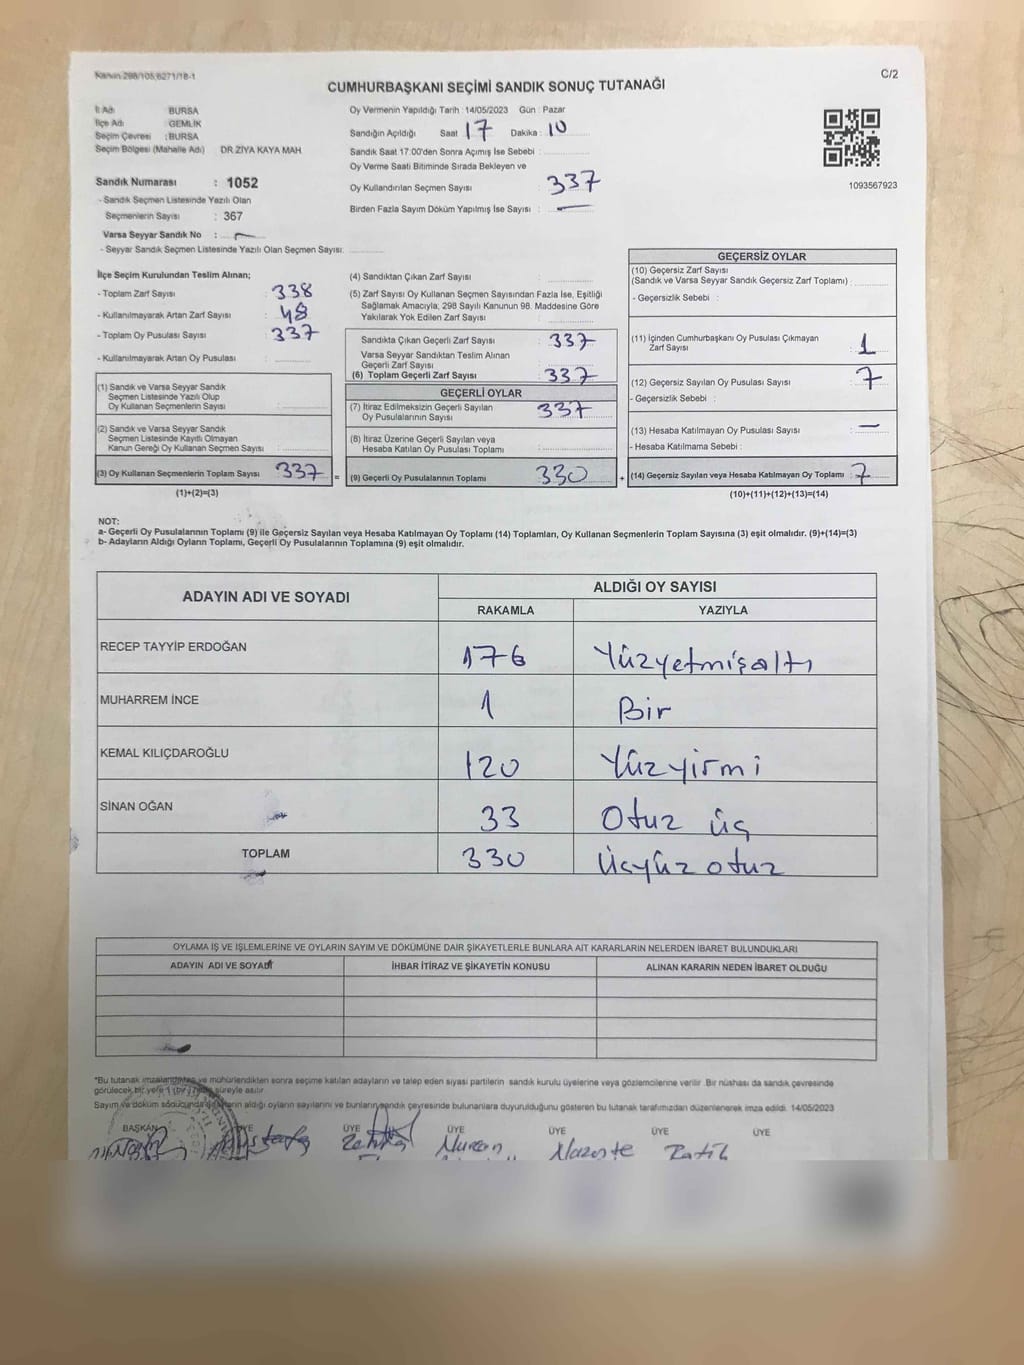 Kanun:298/105;6271/18-1
C/2
CUMHURBAŞKANI SEÇİMİ SANDIK SONUÇ TUTANAĞI
İl Adı : BURSA
İlçe Adı : GEMLİK
Seçim Çevresi : BURSA
Seçim Bölgesi (Mahalle Adı) DR ZİYA KAYA MAH.
Sandık Numarası : 1052
- Sandık Seçmen Listesinde Yazılı Olan
Seçmenlerin Sayısı : 367
Varsa Seyyar Sandık No : —
- Seyyar Sandık Seçmen Listesinde Yazılı Olan Seçmen Sayısı:
Oy Vermenin Yapıldığı Tarih : 14/05/2023 Gün : Pazar
Sandığın Açıldığı Saat 17 Dakika : 10
Sandık Saat 17:00'den Sonra Açımış İse Sebebi :
Oy Verme Saati Bitiminde Sırada Bekleyen ve
Oy Kullandırılan Seçmen Sayısı : 337
Birden Fazla Sayım Döküm Yapılmış İse Sayısı : —
1093567923
İlçe Seçim Kurulundan Teslim Alınan;
- Toplam Zarf Sayısı : 338
- Kullanılmayarak Artan Zarf Sayısı : 48
- Toplam Oy Pusulası Sayısı : 337
- Kullanılmayarak Artan Oy Pusulası :
(1) Sandık ve Varsa Seyyar Sandık
Seçmen Listesinde Yazılı Olup
Oy Kullanan Seçmenlerin Sayısı :
(2) Sandık ve Varsa Seyyar Sandık
Seçmen Listesinde Kayıtlı Olmayan
Kanun Gereği Oy Kullanan Seçmen Sayısı :
(3) Oy Kullanan Seçmenlerin Toplam Sayısı 337 =
(1)+(2)=(3)
(4) Sandıktan Çıkan Zarf Sayısı :
(5) Zarf Sayısı Oy Kullanan Seçmen Sayısından Fazla İse, Eşitliği
Sağlamak Amacıyla; 298 Sayılı Kanunun 98. Maddesine Göre
Yakılarak Yok Edilen Zarf Sayısı :
Sandıkta Çıkan Geçerli Zarf Sayısı : 337
Varsa Seyyar Sandıktan Teslim Alınan
Geçerli Zarf Sayısı :
(6) Toplam Geçerli Zarf Sayısı : 337
GEÇERLİ OYLAR
(7) İtiraz Edilmeksizin Geçerli Sayılan
Oy Pusulalarının Sayısı : 337
(8) İtiraz Üzerine Geçerli Sayılan veya
Hesaba Katılan Oy Pusulası Toplamı :
(9) Geçerli Oy Pusulalarının Toplamı 330 +
GEÇERSİZ OYLAR
(10) Geçersiz Zarf Sayısı
(Sandık ve Varsa Seyyar Sandık Geçersiz Zarf Toplamı) :
- Geçersizlik Sebebi :
(11) İçinden Cumhurbaşkanı Oy Pusulası Çıkmayan
Zarf Sayısı : 1
(12) Geçersiz Sayılan Oy Pusulası Sayısı : 7
- Geçersizlik Sebebi :
(13) Hesaba Katılmayan Oy Pusulası Sayısı : —
- Hesaba Katılmama Sebebi :
(14) Geçersiz Sayılan veya Hesaba Katılmayan Oy Toplamı : 7
(10)+(11)+(12)+(13)=(14)
NOT:
a- Geçerli Oy Pusulalarının Toplamı (9) ile Geçersiz Sayılan veya Hesaba Katılmayan Oy Toplamı (14) Toplamları, Oy Kullanan Seçmenlerin Toplam Sayısına (3) eşit olmalıdır. (9)+(14)=(3)
b- Adayların Aldığı Oyların Toplamı, Geçerli Oy Pusulalarının Toplamına (9) eşit olmalıdır.
ADAYIN ADI VE SOYADI ALDIĞI OY SAYISI
RAKAMLA YAZIYLA
RECEP TAYYİP ERDOĞAN 176 Yüzyetmişaltı
MUHARREM İNCE 1 Bir
KEMAL KILIÇDAROĞLU 120 Yüzyirmi
SİNAN OĞAN 33 Otuz üç
TOPLAM 330 Üçyüz otuz
OYLAMA İŞ VE İŞLEMLERİNE VE OYLARIN SAYIM VE DÖKÜMÜNE DAİR ŞİKAYETLERLE BUNLARA AİT KARARLARIN NELERDEN İBARET BULUNDUKLARI
ADAYIN ADI VE SOYADI İHBAR İTİRAZ VE ŞİKAYETİN KONUSU ALINAN KARARIN NEDEN İBARET OLDUĞU
*Bu tutanak imzalandıktan ve mühürlendikten sonra seçime katılan adayların ve talep eden siyasi partilerin sandık kurulu üyelerine veya gözlemcilerine verilir. Bir nüshası da sandık çevresinde
görülecek bir yere 1 (bir) hafta süreyle asılır.
Sayım ve döküm sonucunda adayların aldığı oyların sayılarını ve bunların sandık çevresinde bulunanlara duyurulduğunu gösteren bu tutanak tarafımızdan düzenlenerek imza edildi. 14/05/2023
BAŞKAN ÜYE ÜYE ÜYE ÜYE ÜYE ÜYE
Mustafa Nuran Fatih